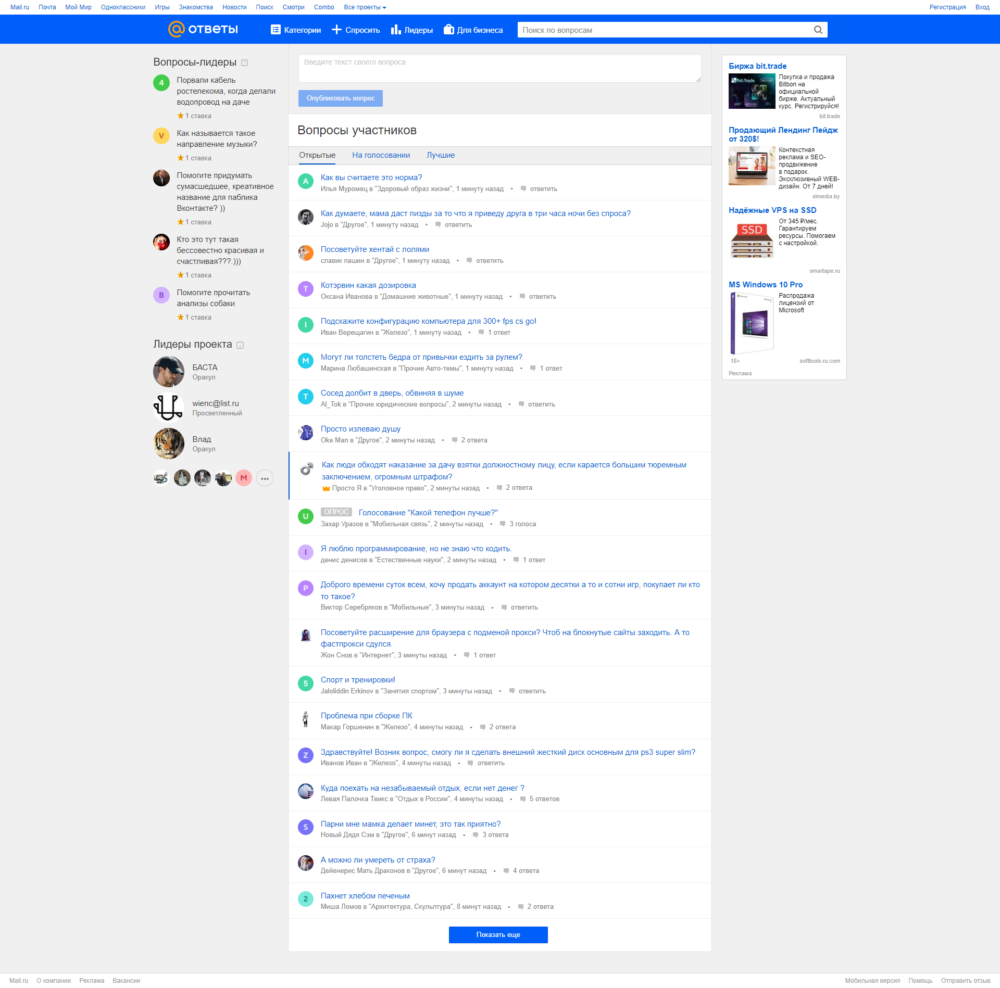 Mail.ru Почта Мой Мир Одноклассники Игры Знакомства Новости Поиск Смотри Combo Все проекты Регистрация Вход
ответы Категории Спросить Лидеры Для бизнеса Поиск по вопросам
Вопросы-лидеры
4
Порвали кабель
ростелекома, когда делали
водопровод на даче
1 ставка
V
Как называется такое
направление музыки?
1 ставка
Помогите придумать
сумасшедшее, креативное
название для паблика
Вконтакте? ))
1 ставка
Кто это тут такая
бессовестно красивая и
счастливая???.)))
1 ставка
В
Помогите прочитать
анализы собаки
1 ставка
Лидеры проекта
БАСТА
Оракул
wienc@list.ru
Просветленный
Влад
Оракул
М
Введите текст своего вопроса
Опубликовать вопрос
Вопросы участников
Открытые На голосовании Лучшие
A
Как вы считаете это норма?
Илья Муромец в "Здоровый образ жизни", 1 минуту назад • ответить
Как думаете, мама даст пизды за то что я приведу друга в три часа ночи без спроса?
Jojo в "Другое", 1 минуту назад • ответить
Посоветуйте хентай с лолями
славик пашин в "Другое", 1 минуту назад • ответить
T
Котэрвин какая дозировка
Оксана Иванова в "Домашние животные", 1 минуту назад • ответить
I
Подскажите конфигурацию компьютера для 300+ fps cs go!
Иван Верещагин в "Железо", 1 минуту назад • 1 ответ
M
Могут ли толстеть бедра от привычки ездить за рулем?
Марина Любашинская в "Прочие Авто-темы", 1 минуту назад • 1 ответ
T
Сосед долбит в дверь, обвиняя в шуме
Al_Tok в "Прочие юридические вопросы", 2 минуты назад • ответить
Просто излеваю душу
Oke Man в "Другое", 2 минуты назад • 2 ответа
Как люди обходят наказание за дачу взятки должностному лицу, если карается большим тюремным
заключением, огромным штрафом?
Просто Я в "Уголовное право", 2 минуты назад • 2 ответа
U
ОПРОС Голосование "Какой телефон лучше?"
Захар Уразов в "Мобильная связь", 2 минуты назад • 3 голоса
I
Я люблю программирование, но не знаю что кодить.
денис денисов в "Естественные науки", 2 минуты назад • 1 ответ
P
Доброго времени суток всем, хочу продать аккаунт на котором десятки а то и сотни игр, покупает ли кто
то такое?
Виктор Серебряков в "Мобильные", 3 минуты назад • ответить
Посоветуйте расширение для браузера с подменой прокси? Чтоб на блокнутые сайты заходить. А то
фастпрокси сдулся.
Жон Снов в "Интернет", 3 минуты назад • 1 ответ
5
Спорт и тренировки!
Jaloliddin Erkinov в "Занятия спортом", 3 минуты назад • ответить
Проблема при сборке ПК
Макар Горшенин в "Железо", 4 минуты назад • 2 ответа
Z
Здравствуйте! Возник вопрос, смогу ли я сделать внешний жесткий диск основным для ps3 super slim?
Иванов Иван в "Железо", 4 минуты назад • ответить
Куда поехать на незабываемый отдых, если нет денег ?
Левая Палочка Твикс в "Отдых в России", 4 минуты назад • 5 ответов
S
Парни мне мамка делает минет, это так приятно?
Новый Дядя Сэм в "Другое", 6 минут назад • 3 ответа
А можно ли умереть от страха?
Дейенерис Мать Драконов в "Другое", 6 минут назад • 4 ответа
2
Пахнет хлебом печеным
Миша Ломов в "Архитектура, Скульптура", 8 минут назад • 2 ответа
Показать еще
Биржа bit.trade
bit.Trade
Покупка и продажа
Bitbon на
официальной
бирже. Актуальный
курс. Регистрируйся!
bit.trade
Продающий Лендинг Пейдж
от 320$!
Контекстная
реклама и SEO-
продвижение
в подарок.
Эксклюзивный WEB-
дизайн. От 7 дней!
slmedia.by
Надёжные VPS на SSD
SSD
От 345 ₽/мес.
Гарантируем
ресурсы. Помогаем
с настройкой.
smartape.ru
MS Windows 10 Pro
Распродажа
лицензий от
Microsoft
18+ softtools.ru.com
Реклама
Mail.ru О компании Реклама Вакансии Мобильная версия Помощь Отправить отзыв